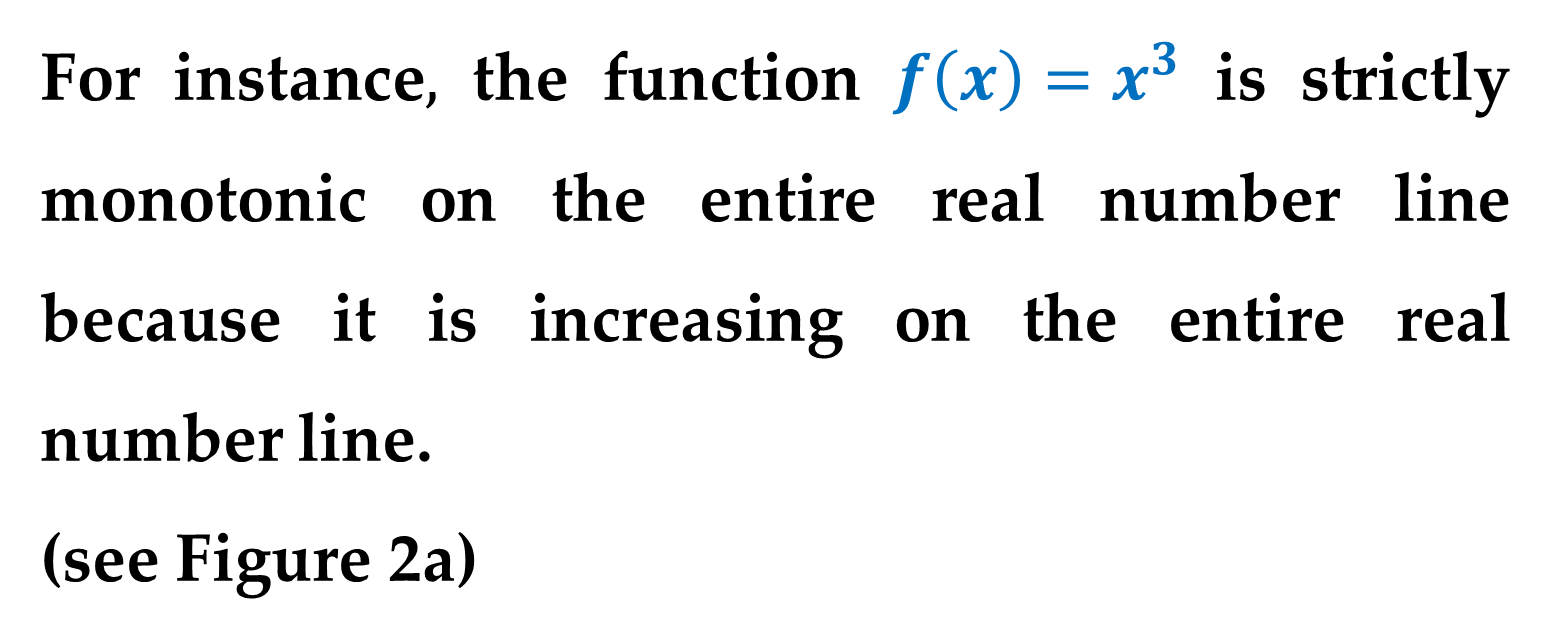 For instance, the function f(x) = x³ is strictly
monotonic on the entire real number line
because it is increasing on the entire real
number line.
(see Figure 2a)